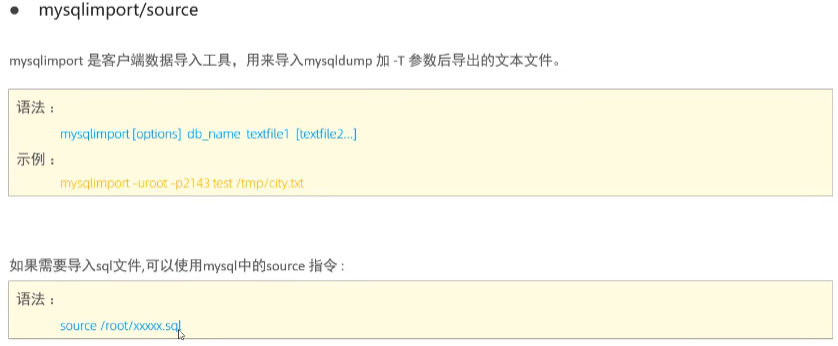 ● mysqlimport/source
mysqlimport 是客户端数据导入工具，用来导入mysqldump 加 -T 参数后导出的文本文件。
语法：
mysqlimport [options] db_name textfile1 [textfile2...]
示例：
mysqlimport -uroot -p2143 test /tmp/city.txt
如果需要导入sql文件,可以使用mysql中的source 指令 :
语法：
source /root/xxxxx.sql